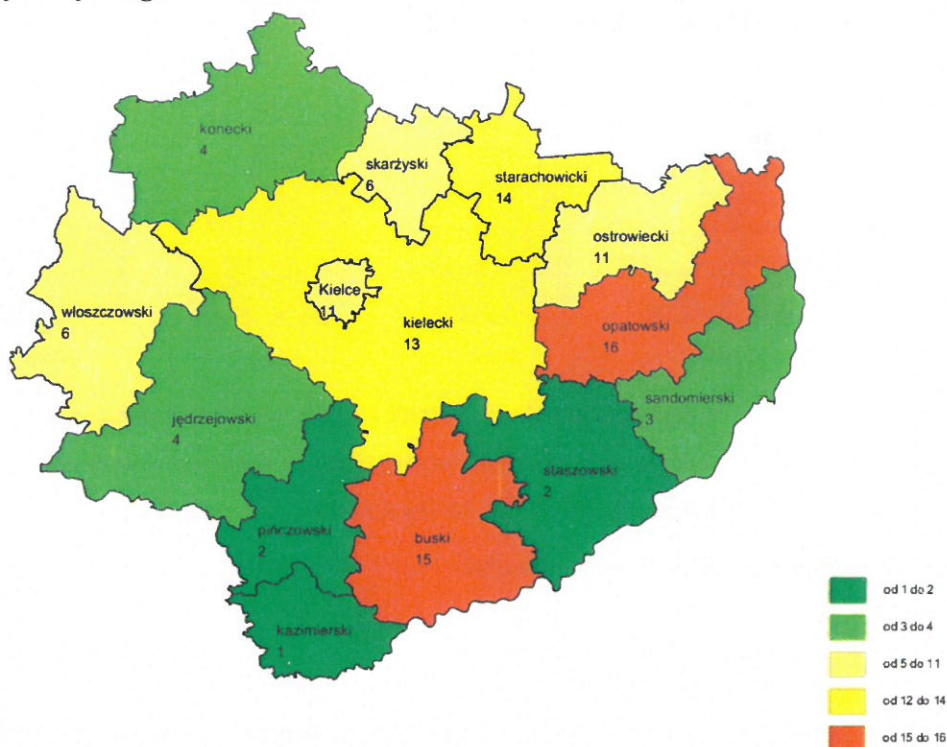 konecki
4
skarżyski
6
starachowicki
14
ostrowiecki
11
włoszczowski
6
Kielce
11
kielecki
13
opatowski
16
jędrzejowski
4
sandomierski
3
staszowski
2
pińczowski
2
buski
15
kazimierski
1
od 1 do 2
od 3 do 4
od 5 do 11
od 12 do 14
od 15 do 16